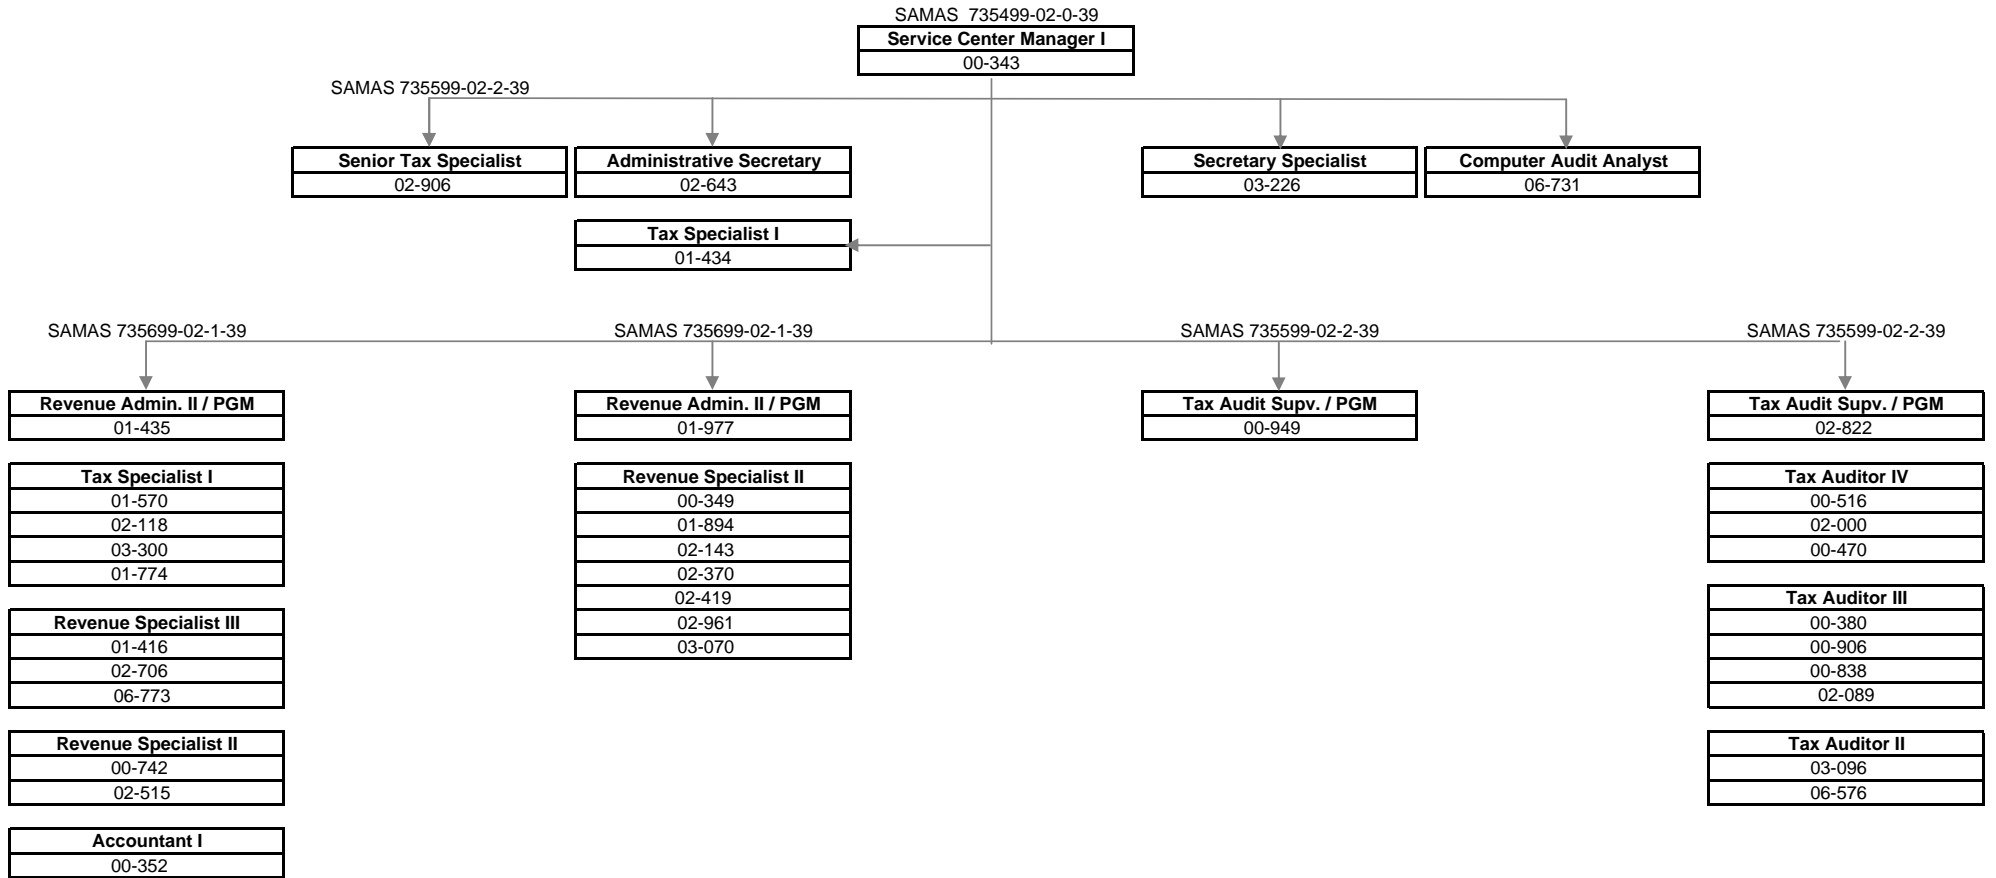 SAMAS  735499-02-0-39
Service Center Manager I
00-343
SAMAS 735599-02-2-39
Senior Tax Specialist
02-906
Administrative Secretary
02-643
Secretary Specialist
03-226
Computer Audit Analyst
06-731
Tax Specialist I
01-434
SAMAS 735699-02-1-39
Revenue Admin. II / PGM
01-435
Tax Specialist I
01-570
02-118
03-300
01-774
Revenue Specialist III
01-416
02-706
06-773
Revenue Specialist II
00-742
02-515
Accountant I
00-352
SAMAS 735699-02-1-39
Revenue Admin. II / PGM
01-977
Revenue Specialist II
00-349
01-894
02-143
02-370
02-419
02-961
03-070
SAMAS 735599-02-2-39
Tax Audit Supv. / PGM
00-949
SAMAS 735599-02-2-39
Tax Audit Supv. / PGM
02-822
Tax Auditor IV
00-516
02-000
00-470
Tax Auditor III
00-380
00-906
00-838
02-089
Tax Auditor II
03-096
06-576